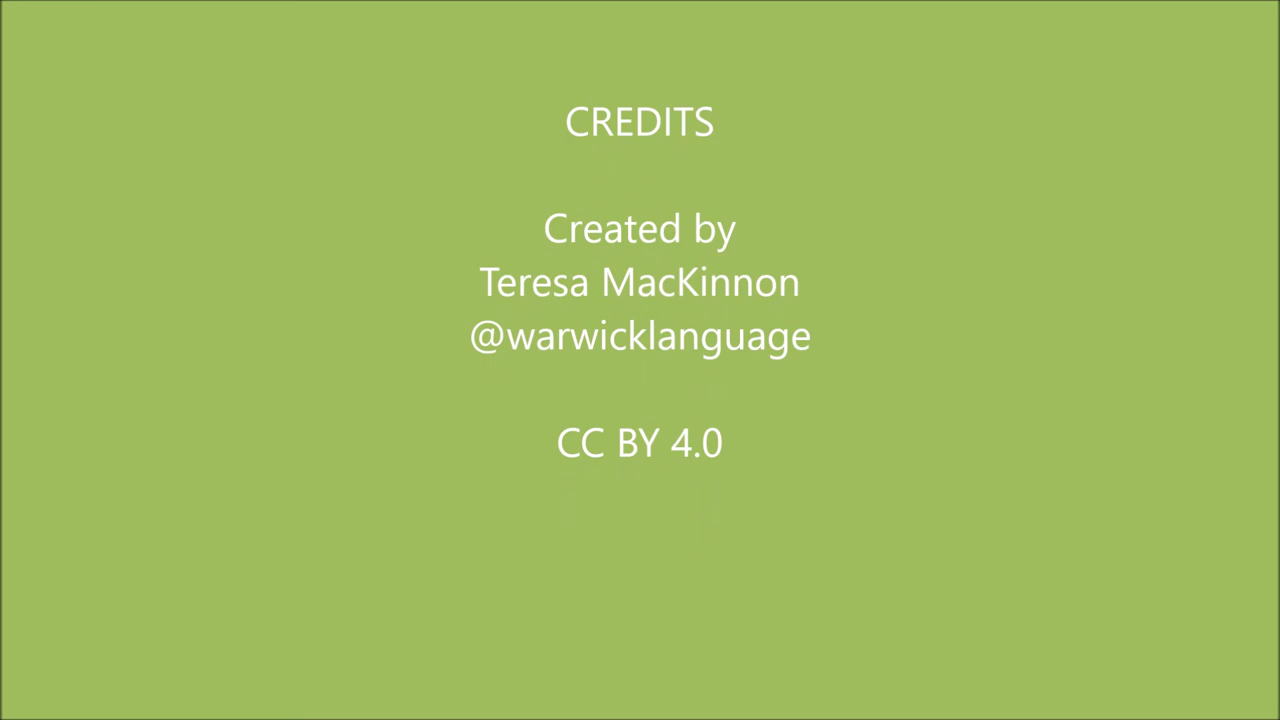 CREDITS
Created by
Teresa MacKinnon
@warwicklanguage
CC BY 4.0